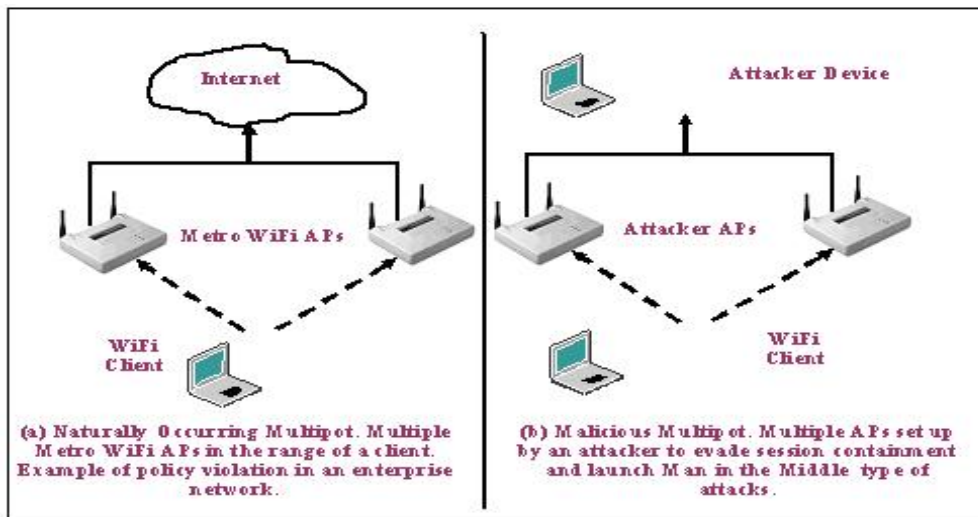 Internet
Metro WiFi APs
WiFi
Client
(a) Naturally Occurring Multipot. Multiple
Metro WiFi APs in the range of a client.
Example of policy violation in an enterprise
network.
Attacker Device
Attacker APs
WiFi
Client
(b) Malicious Multipot. Multiple APs set up
by an attacker to evade session containment
and launch Man in the Middle type of
attacks.